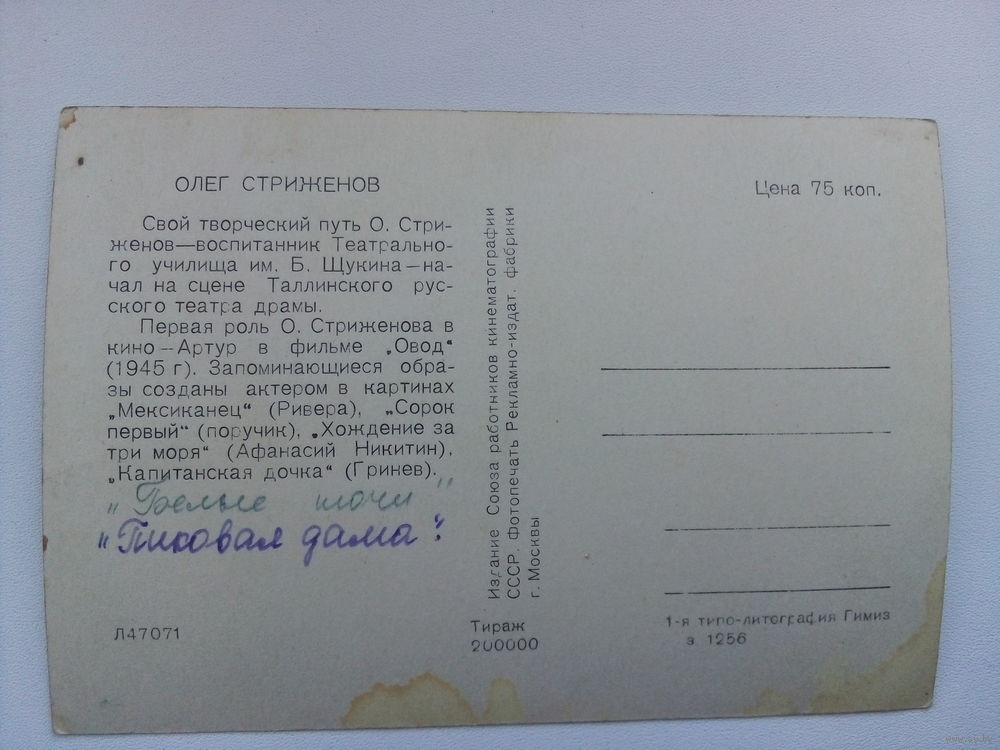 ОЛЕГ СТРИЖЕНОВ
Свой творческий путь О. Стри-
женов—воспитанник Театрально-
го училища им. Б. Щукина—на-
чал на сцене Таллинского рус-
ского театра драмы.
Первая роль О. Стриженова в
кино—Артур в фильме „Овод"
(1945 г). Запоминающиеся обра-
зы созданы актером в картинах
„Мексиканец" (Ривера), „Сорок
первый" (поручик), „Хождение за
три моря" (Афанасий Никитин),
„Капитанская дочка" (Гринев).
„Белые ночи"
„Пиковая дама".
Л47071
Издание Союза работников кинематографии
СССР. Фотопечать Рекламно-издат. фабрики
г. Москвы
Тираж
200000
Цена 75 коп.
1-я типо-литография Гимиз
з. 1256